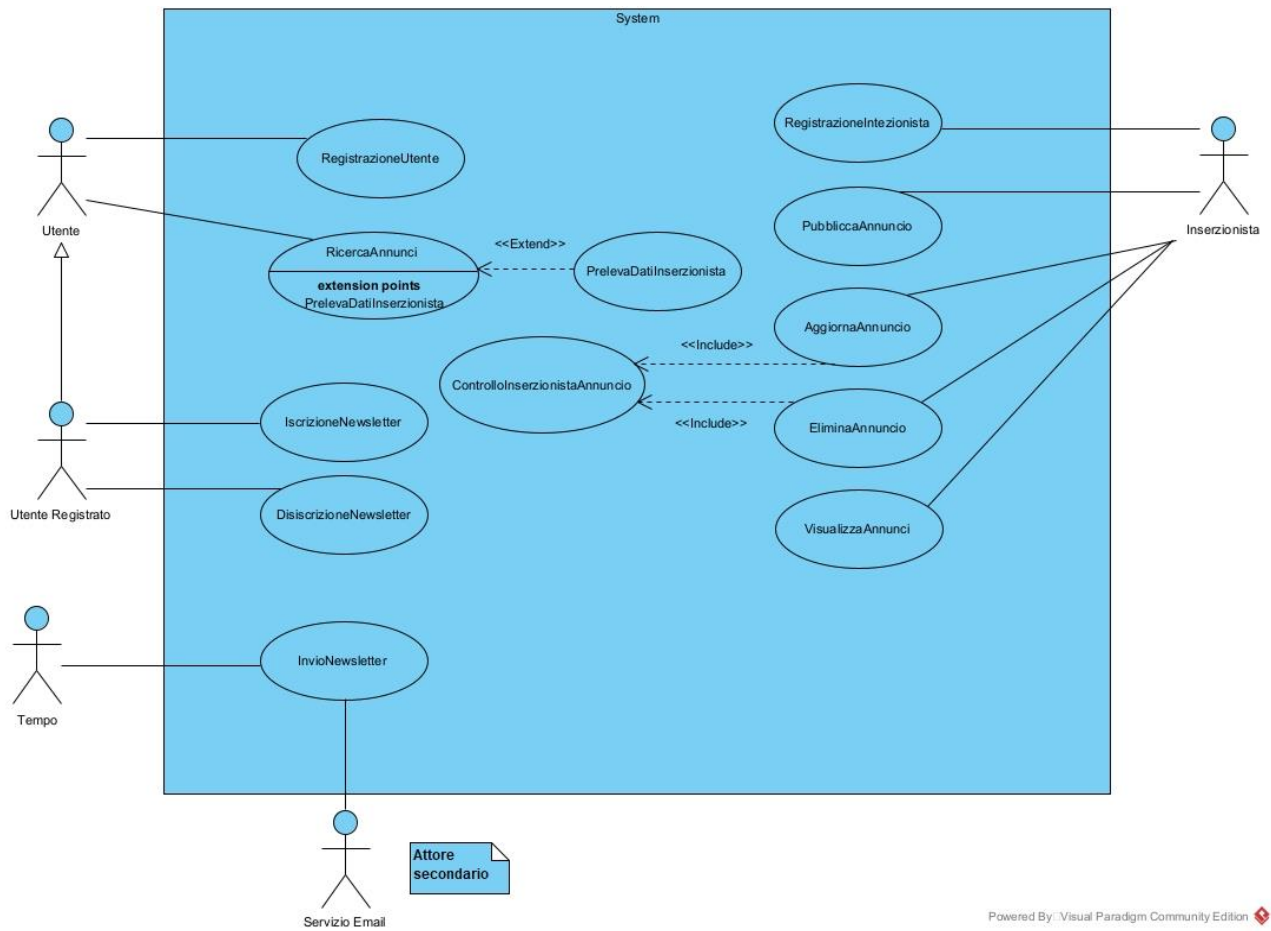 System
RegistrazioneUtente
RegistrazioneIntezionista
Utente
PubbliccaAnnuncio
Inserzionista
RicercaAnnunci
<<Extend>>
extension points
PrelevaDatiInserzionista
PrelevaDatiInserzionista
AggiornaAnnuncio
<<Include>>
ControlloInserzionistaAnnuncio
<<Include>>
EliminaAnnuncio
IscrizioneNewsletter
Utente Registrato
DisiscrizioneNewsletter
VisualizzaAnnunci
InvioNewsletter
Tempo
Attore
secondario
Servizio Email
Powered By Visual Paradigm Community Edition